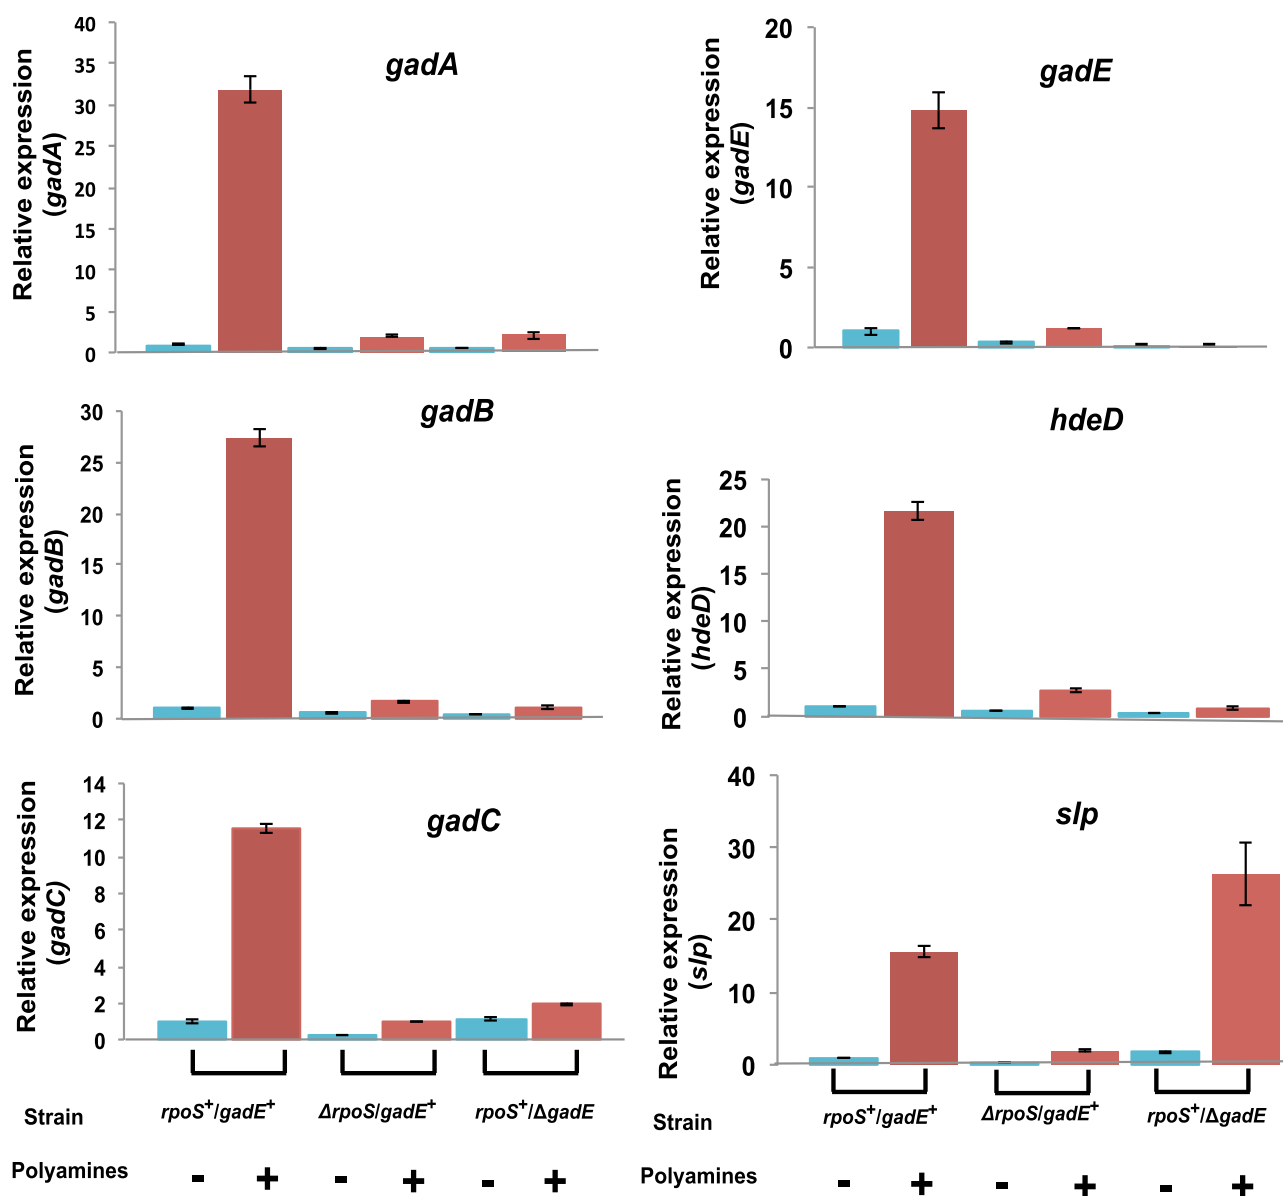 gadA
Relative expression
(gadA)
40
35
30
25
20
15
10
5
0
gadE
Relative expression
(gadE)
20
15
10
5
0
gadB
Relative expression
(gadB)
30
25
20
15
10
5
0
hdeD
Relative expression
(hdeD)
25
20
15
10
5
0
gadC
Relative expression
(gadC)
14
12
10
8
6
4
2
0
slp
Relative expression
(slp)
40
30
20
10
0
Strain rpoS⁺/gadE⁺ ΔrpoS/gadE⁺ rpoS⁺/ΔgadE
Polyamines - + - + - +
Strain rpoS⁺/gadE⁺ ΔrpoS/gadE⁺ rpoS⁺/ΔgadE
Polyamines - + - + - +